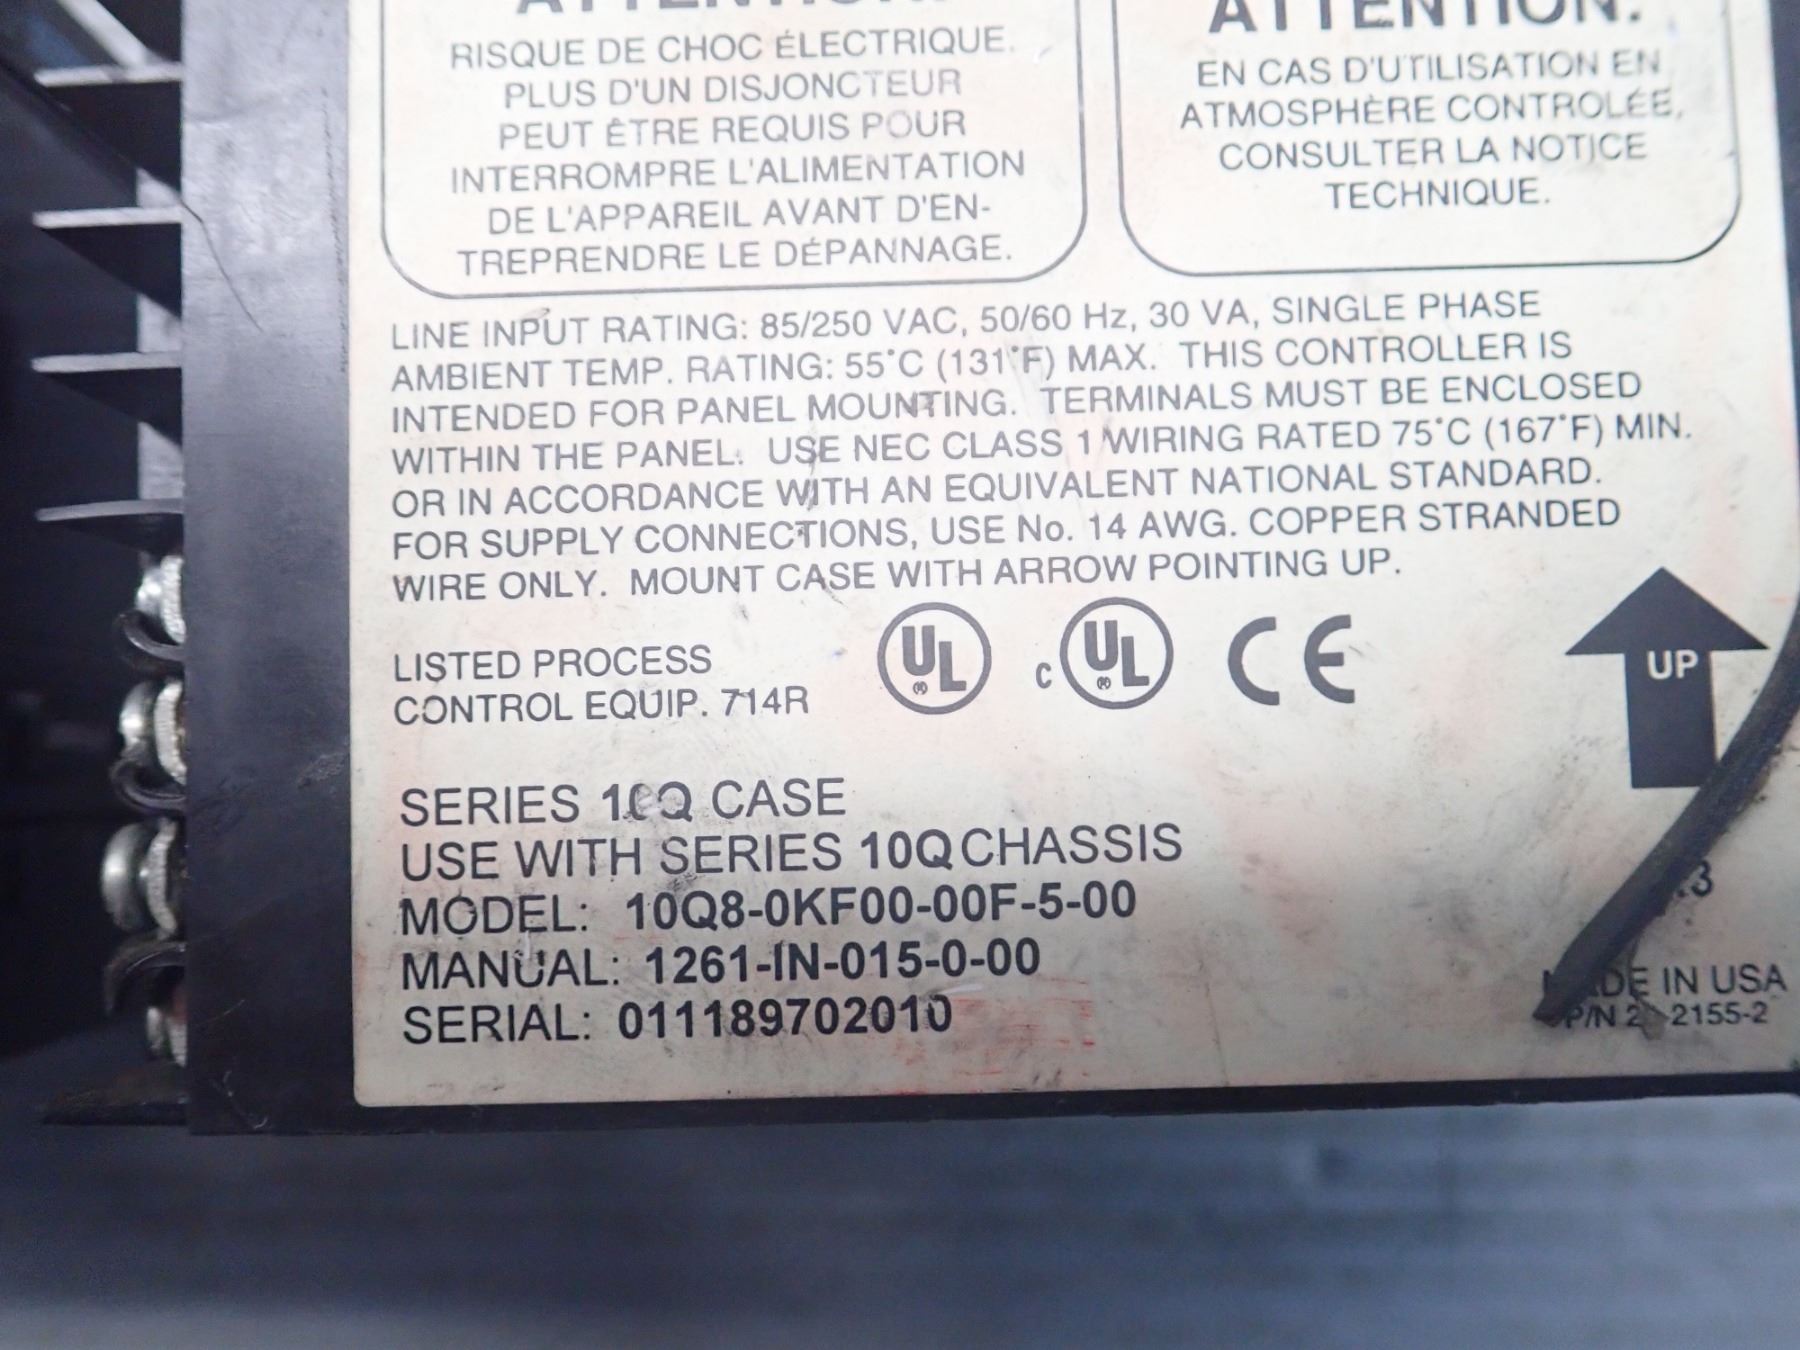 ATTENTION:
RISQUE DE CHOC ÉLECTRIQUE.
PLUS D'UN DISJONCTEUR
PEUT ÊTRE REQUIS POUR
INTERROMPRE L'ALIMENTATION
DE L'APPAREIL AVANT D'EN-
TREPRENDRE LE DÉPANNAGE.
ATTENTION:
EN CAS D'UTILISATION EN
ATMOSPHÈRE CONTROLÉE,
CONSULTER LA NOTICE
TECHNIQUE.
LINE INPUT RATING: 85/250 VAC, 50/60 Hz, 30 VA, SINGLE PHASE
AMBIENT TEMP. RATING: 55°C (131°F) MAX. THIS CONTROLLER IS
INTENDED FOR PANEL MOUNTING. TERMINALS MUST BE ENCLOSED
WITHIN THE PANEL. USE NEC CLASS 1 WIRING RATED 75°C (167°F) MIN.
OR IN ACCORDANCE WITH AN EQUIVALENT NATIONAL STANDARD.
FOR SUPPLY CONNECTIONS, USE No. 14 AWG. COPPER STRANDED
WIRE ONLY. MOUNT CASE WITH ARROW POINTING UP.
LISTED PROCESS
CONTROL EQUIP. 714R
UL ®
c UL ®
CE
UP
SERIES 10Q CASE
USE WITH SERIES 10Q CHASSIS
MODEL: 10Q8-0KF00-00F-5-00
MANUAL: 1261-IN-015-0-00
SERIAL: 011189702010
.3
MADE IN USA
P/N 2 2155-2